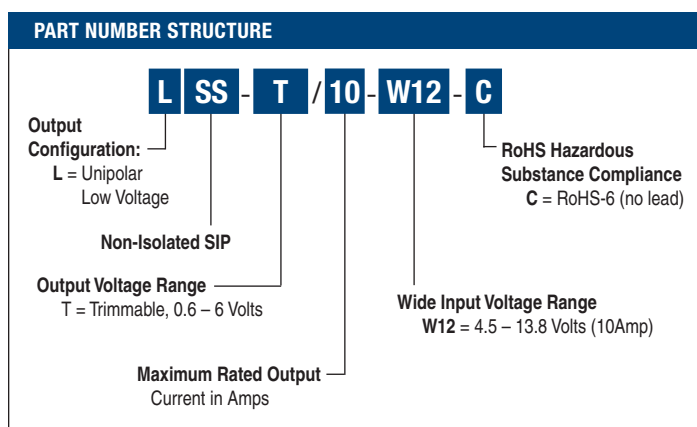 PART NUMBER STRUCTURE
L SS - T / 10 - W12 - C
Output
Configuration:
L = Unipolar
Low Voltage
RoHS Hazardous
Substance Compliance
C = RoHS-6 (no lead)
Non-Isolated SIP
Output Voltage Range
T = Trimmable, 0.6 – 6 Volts
Wide Input Voltage Range
W12 = 4.5 – 13.8 Volts (10Amp)
Maximum Rated Output
Current in Amps